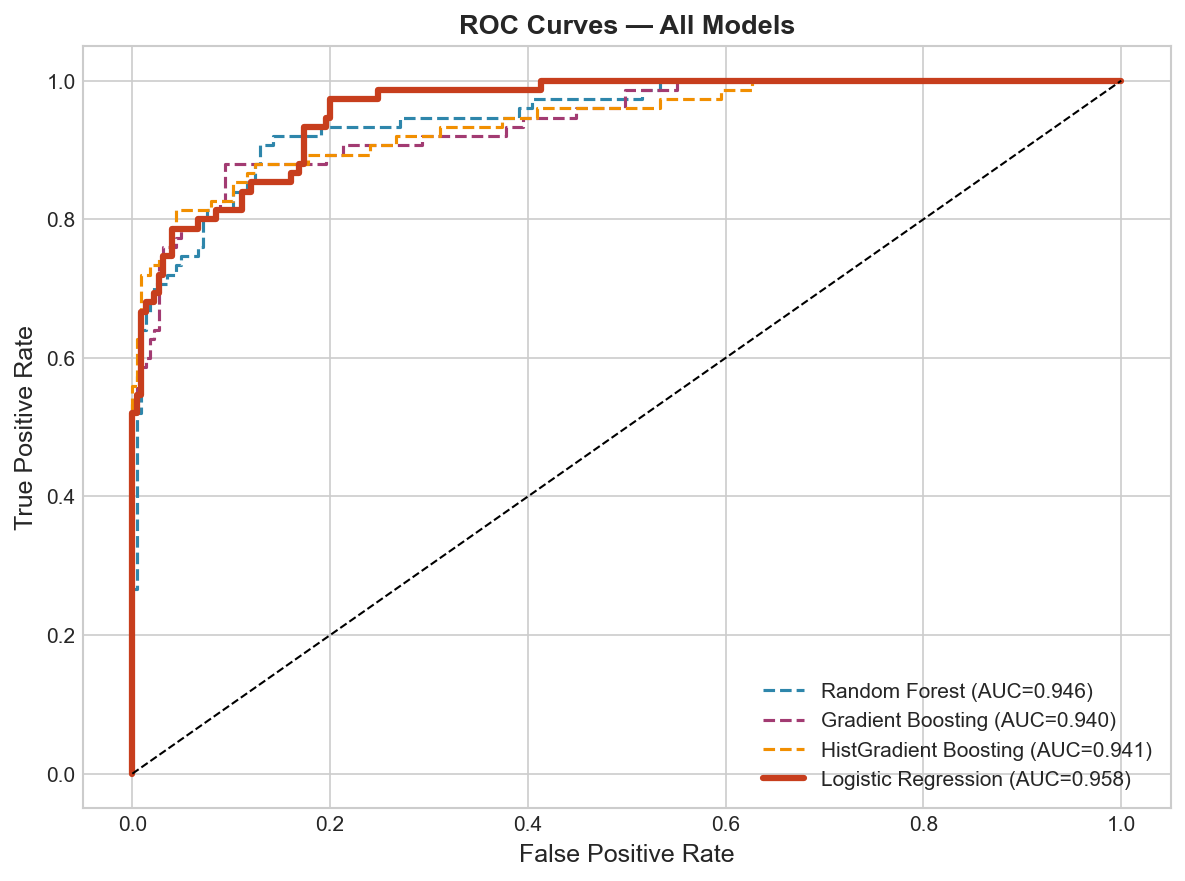 ROC Curves — All Models
True Positive Rate
1.0
0.8
0.6
0.4
0.2
0.0
0.0 0.2 0.4 0.6 0.8 1.0
False Positive Rate
Random Forest (AUC=0.946)
Gradient Boosting (AUC=0.940)
HistGradient Boosting (AUC=0.941)
Logistic Regression (AUC=0.958)